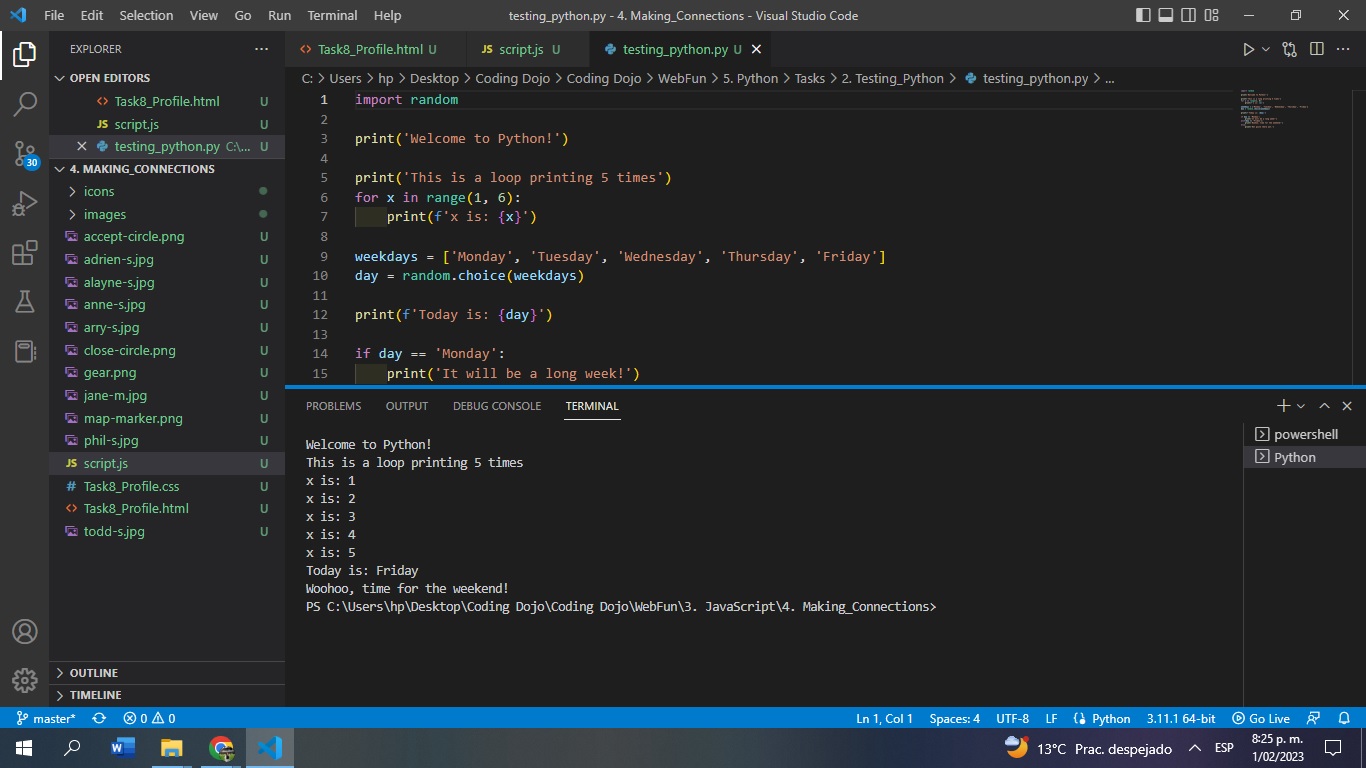 File Edit Selection View Go Run Terminal Help testing_python.py - 4. Making_Connections - Visual Studio Code
EXPLORER
OPEN EDITORS
Task8_Profile.html U
script.js U
testing_python.py C:\... U
4. MAKING_CONNECTIONS
icons
images
accept-circle.png U
adrien-s.jpg U
alayne-s.jpg U
anne-s.jpg U
arry-s.jpg U
close-circle.png U
gear.png U
jane-m.jpg U
map-marker.png U
phil-s.jpg U
JS script.js U
# Task8_Profile.css U
<> Task8_Profile.html U
todd-s.jpg U
OUTLINE
TIMELINE
30
<> Task8_Profile.html U JS script.js U testing_python.py U
C: > Users > hp > Desktop > Coding Dojo > Coding Dojo > WebFun > 5. Python > Tasks > 2. Testing_Python > testing_python.py > ...
1 import random
2
3 print('Welcome to Python!')
4
5 print('This is a loop printing 5 times')
6 for x in range(1, 6):
7 print(f'x is: {x}')
8
9 weekdays = ['Monday', 'Tuesday', 'Wednesday', 'Thursday', 'Friday']
10 day = random.choice(weekdays)
11
12 print(f'Today is: {day}')
13
14 if day == 'Monday':
15 print('It will be a long week!')
PROBLEMS OUTPUT DEBUG CONSOLE TERMINAL
Welcome to Python!
This is a loop printing 5 times
x is: 1
x is: 2
x is: 3
x is: 4
x is: 5
Today is: Friday
Woohoo, time for the weekend!
PS C:\Users\hp\Desktop\Coding Dojo\Coding Dojo\WebFun\3. JavaScript\4. Making_Connections>
powershell
Python
master* 0 0 Ln 1, Col 1 Spaces: 4 UTF-8 LF Python 3.11.1 64-bit Go Live
13°C Prac. despejado ESP 8:25 p. m.
1/02/2023